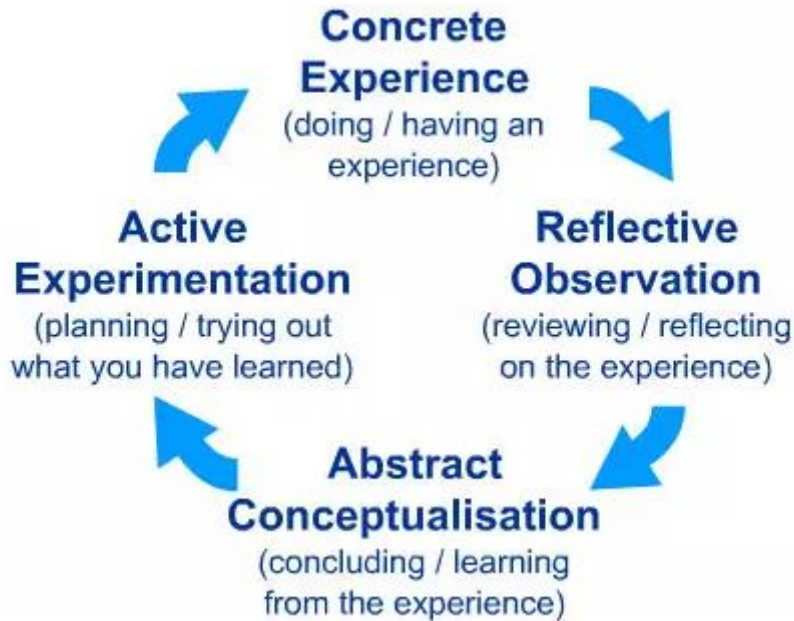 Concrete
Experience
(doing / having an
experience)
Reflective
Observation
(reviewing / reflecting
on the experience)
Abstract
Conceptualisation
(concluding / learning
from the experience)
Active
Experimentation
(planning / trying out
what you have learned)